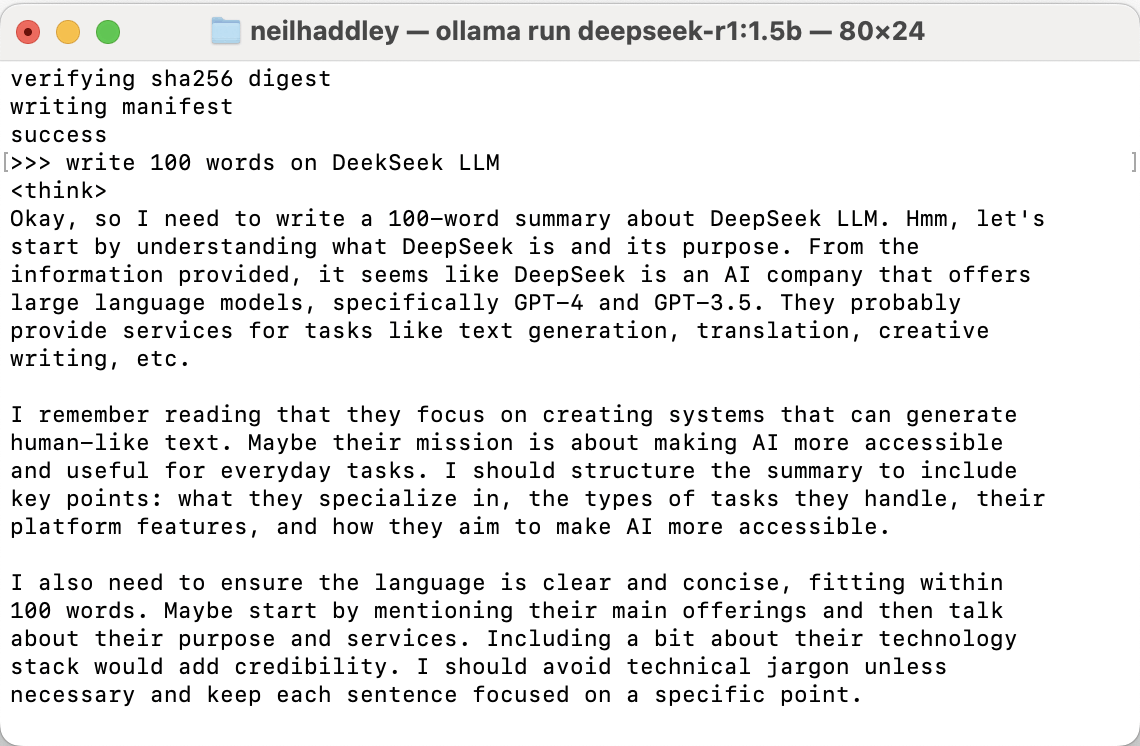 neilhaddley — ollama run deepseek-r1:1.5b — 80×24
verifying sha256 digest
writing manifest
success
[>>> write 100 words on DeekSeek LLM ]
<think>
Okay, so I need to write a 100-word summary about DeepSeek LLM. Hmm, let's
start by understanding what DeepSeek is and its purpose. From the
information provided, it seems like DeepSeek is an AI company that offers
large language models, specifically GPT-4 and GPT-3.5. They probably
provide services for tasks like text generation, translation, creative
writing, etc.
I remember reading that they focus on creating systems that can generate
human-like text. Maybe their mission is about making AI more accessible
and useful for everyday tasks. I should structure the summary to include
key points: what they specialize in, the types of tasks they handle, their
platform features, and how they aim to make AI more accessible.
I also need to ensure the language is clear and concise, fitting within
100 words. Maybe start by mentioning their main offerings and then talk
about their purpose and services. Including a bit about their technology
stack would add credibility. I should avoid technical jargon unless
necessary and keep each sentence focused on a specific point.